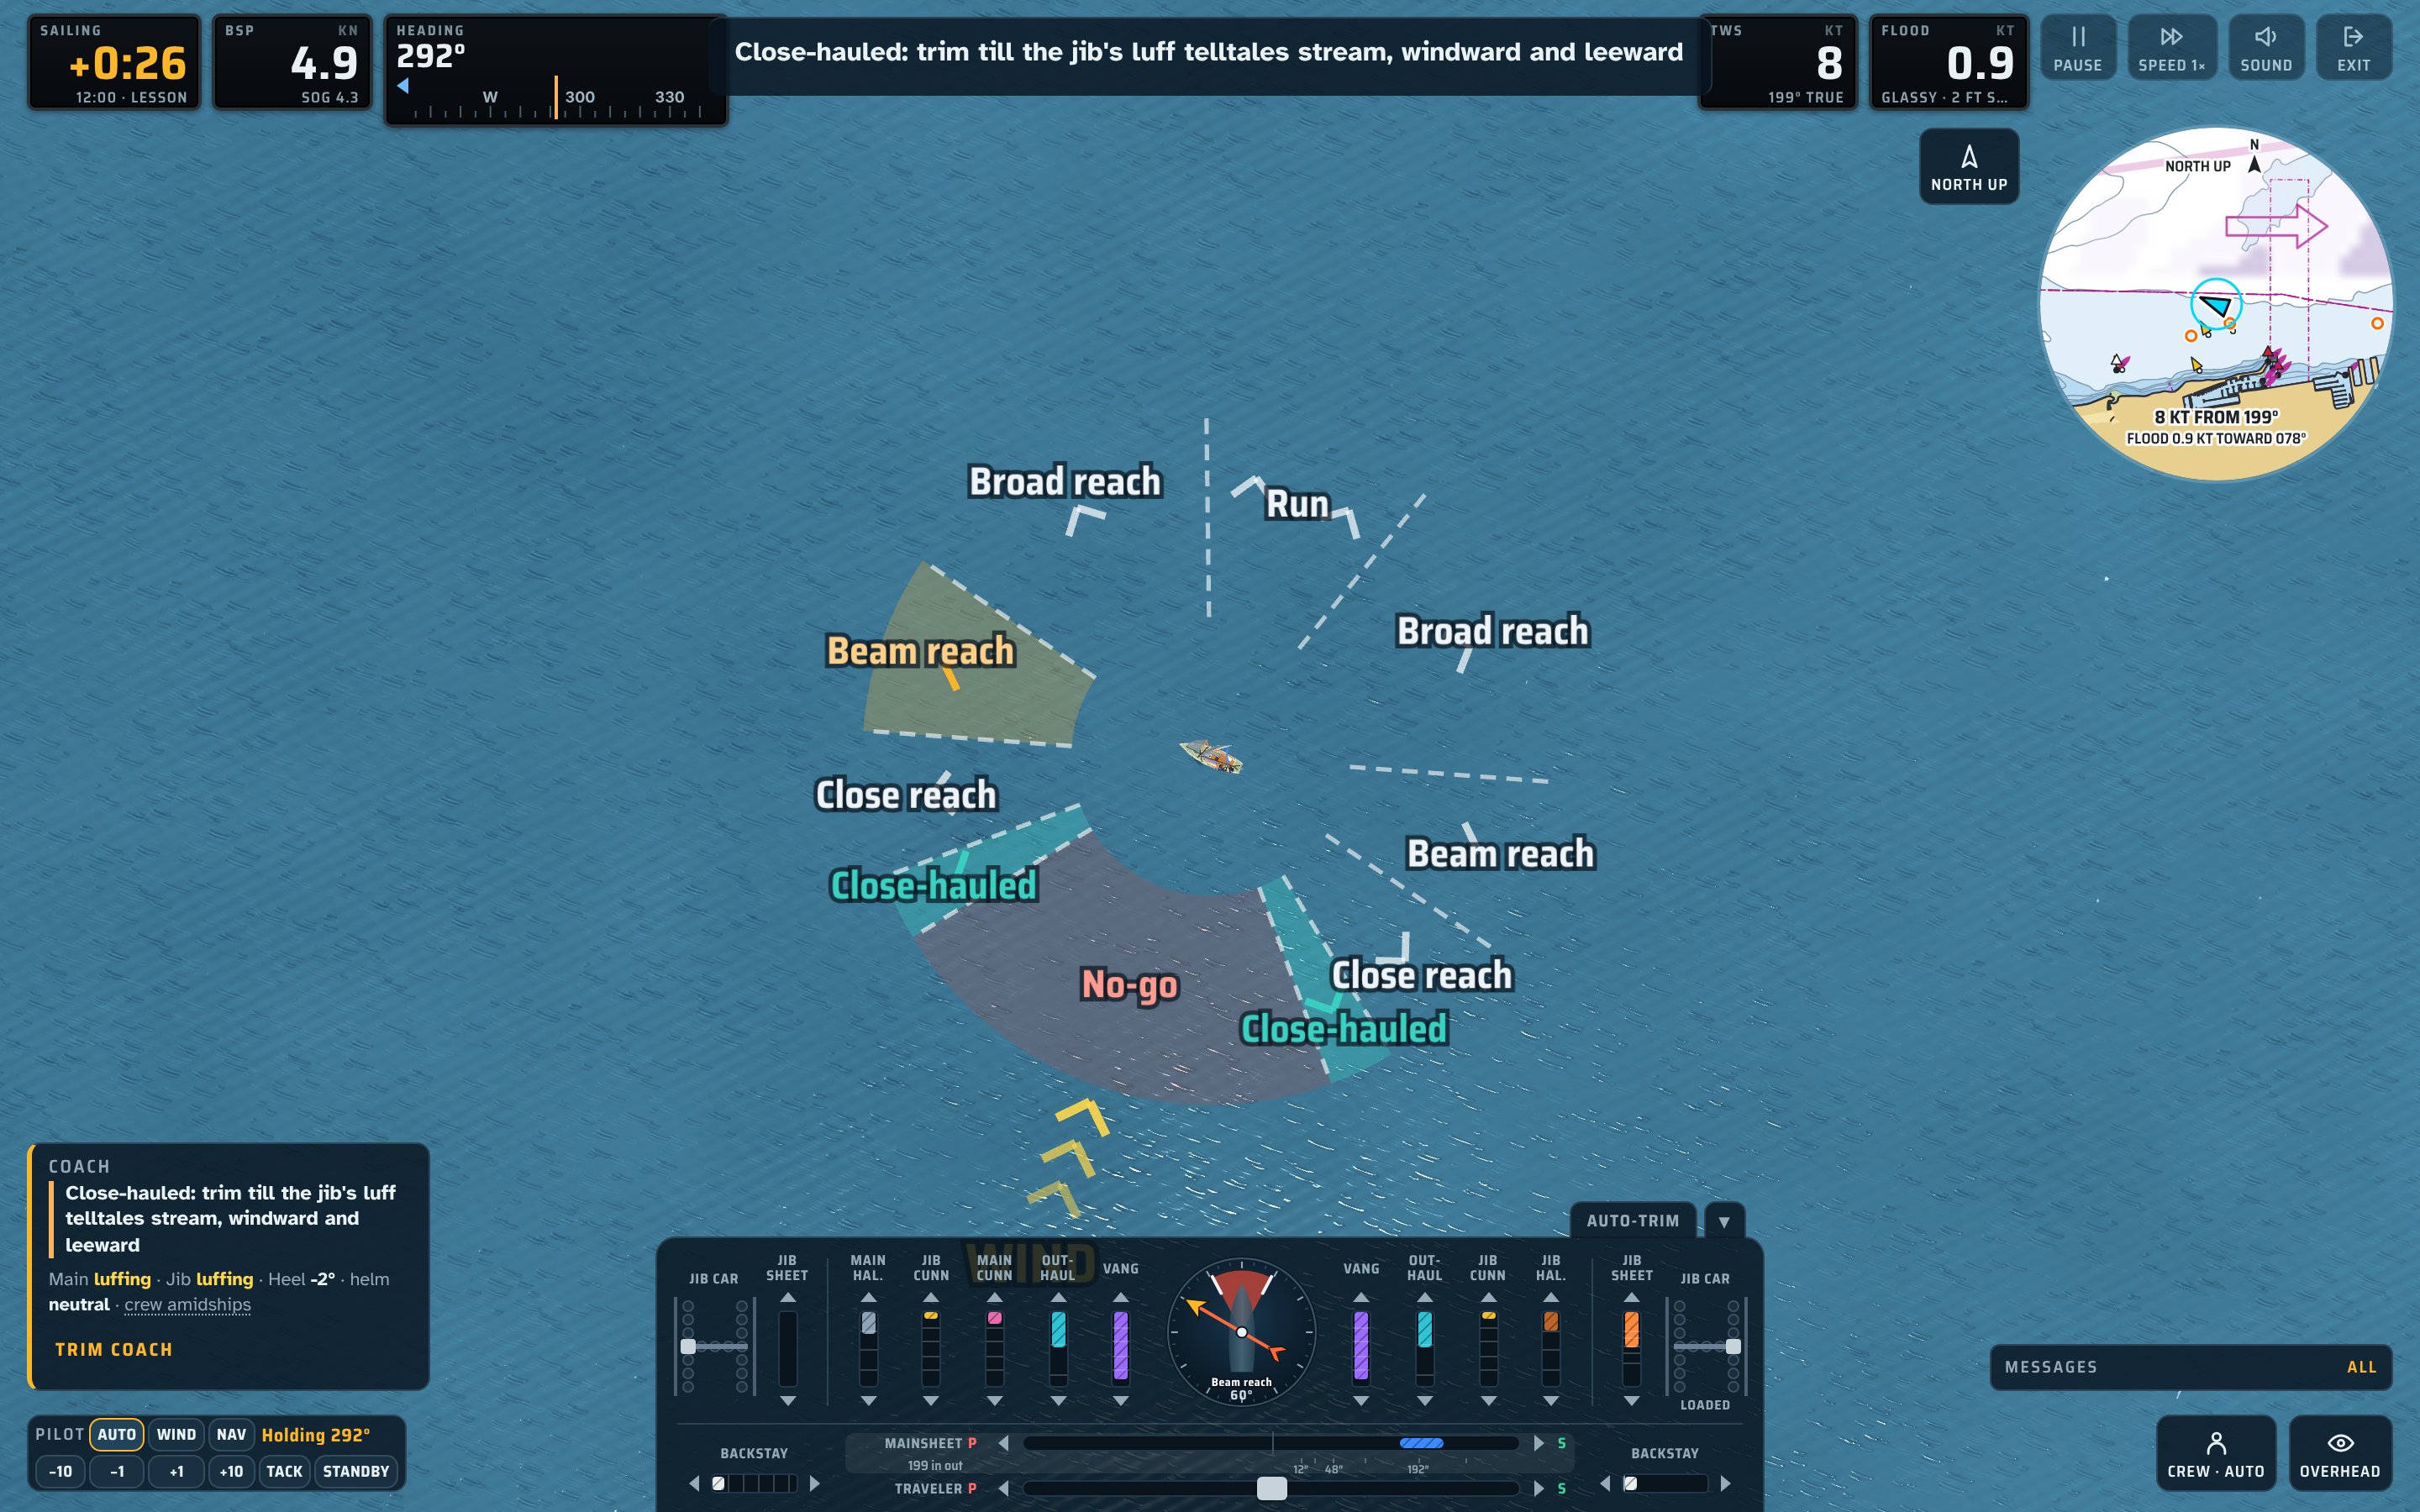 SAILING
+0:26
12:00 · LESSON
BSP KN
4.9
SOG 4.3
HEADING
292°
W 300 330
Close-hauled: trim till the jib's luff telltales stream, windward and leeward
TWS KT
8
199° TRUE
FLOOD KT
0.9
GLASSY · 2 FT S...
PAUSE
SPEED 1×
SOUND
EXIT
NORTH UP
N
NORTH UP
8 KT FROM 199°
FLOOD 0.9 KT TOWARD 078°
Broad reach
Run
Broad reach
Beam reach
Close reach
Beam reach
Close-hauled
No-go
Close reach
Close-hauled
WIND
COACH
Close-hauled: trim till the jib's luff
telltales stream, windward and
leeward
Main luffing · Jib luffing · Heel -2° · helm
neutral · crew amidships
TRIM COACH
PILOT AUTO WIND NAV Holding 292°
-10 -1 +1 +10 TACK STANDBY
AUTO-TRIM ▼
JIB CAR
JIB SHEET
MAIN HAL.
JIB CUNN
MAIN CUNN
OUT-HAUL
VANG
Beam reach
60°
VANG
OUT-HAUL
JIB CUNN
JIB HAL.
JIB SHEET
JIB CAR
LOADED
BACKSTAY
MAINSHEET P S
199 in out
12" 48" 192"
TRAVELER P S
BACKSTAY
MESSAGES ALL
CREW · AUTO
OVERHEAD